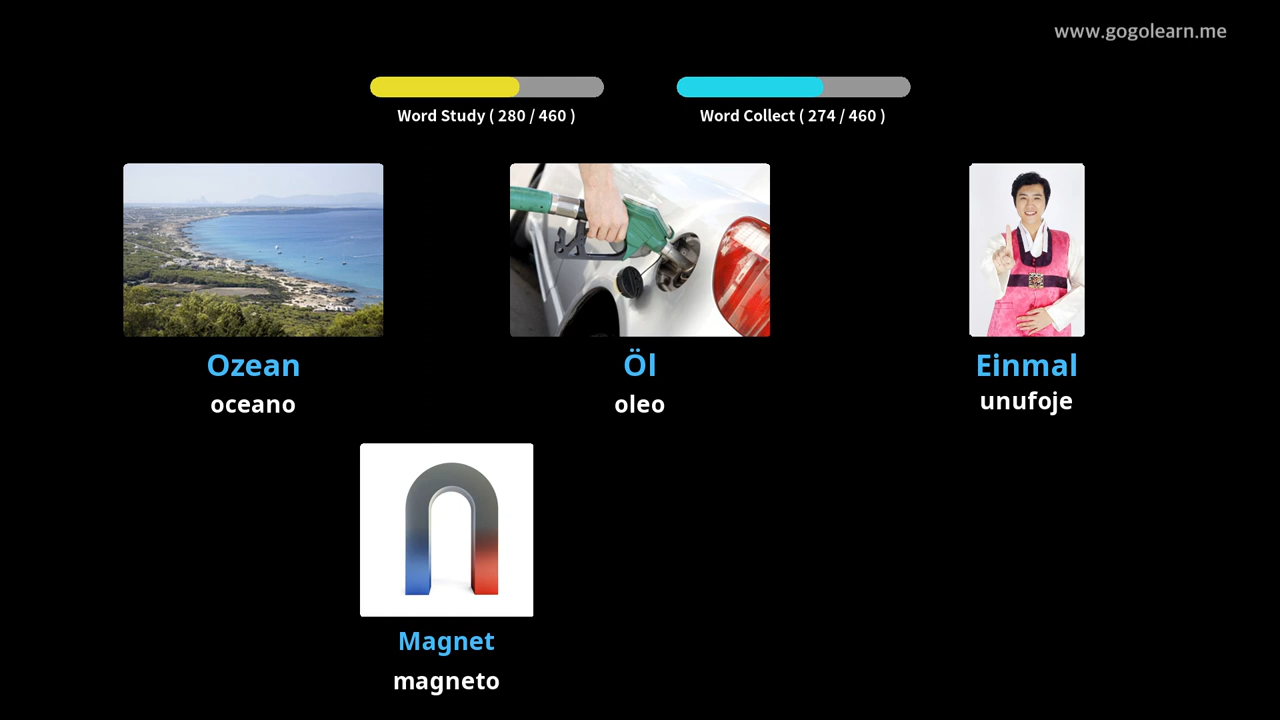 www.gogolearn.me
Word Study ( 280 / 460 )
Word Collect ( 274 / 460 )
Ozean
oceano
Öl
oleo
Einmal
unufoje
Magnet
magneto